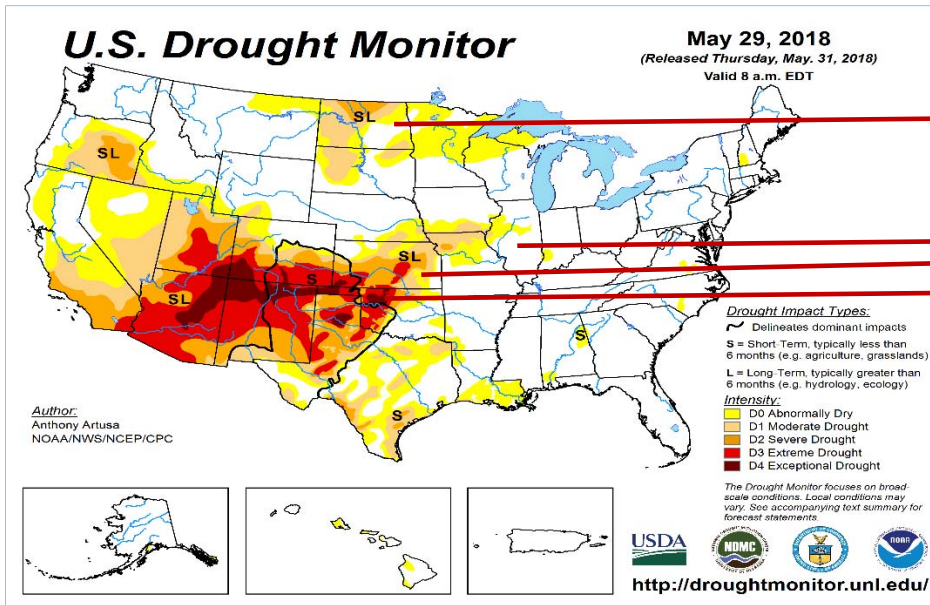 U.S. Drought Monitor
May 29, 2018
(Released Thursday, May. 31, 2018)
Valid 8 a.m. EDT
SL
SL
SL
SL
S
S
S
Drought Impact Types:
Delineates dominant impacts
S = Short-Term, typically less than
6 months (e.g. agriculture, grasslands)
L = Long-Term, typically greater than
6 months (e.g. hydrology, ecology)
Intensity:
D0 Abnormally Dry
D1 Moderate Drought
D2 Severe Drought
D3 Extreme Drought
D4 Exceptional Drought
Author:
Anthony Artusa
NOAA/NWS/NCEP/CPC
The Drought Monitor focuses on broad-
scale conditions. Local conditions may
vary. See accompanying text summary for
forecast statements.
USDA
NDMC
NOAA
http://droughtmonitor.unl.edu/